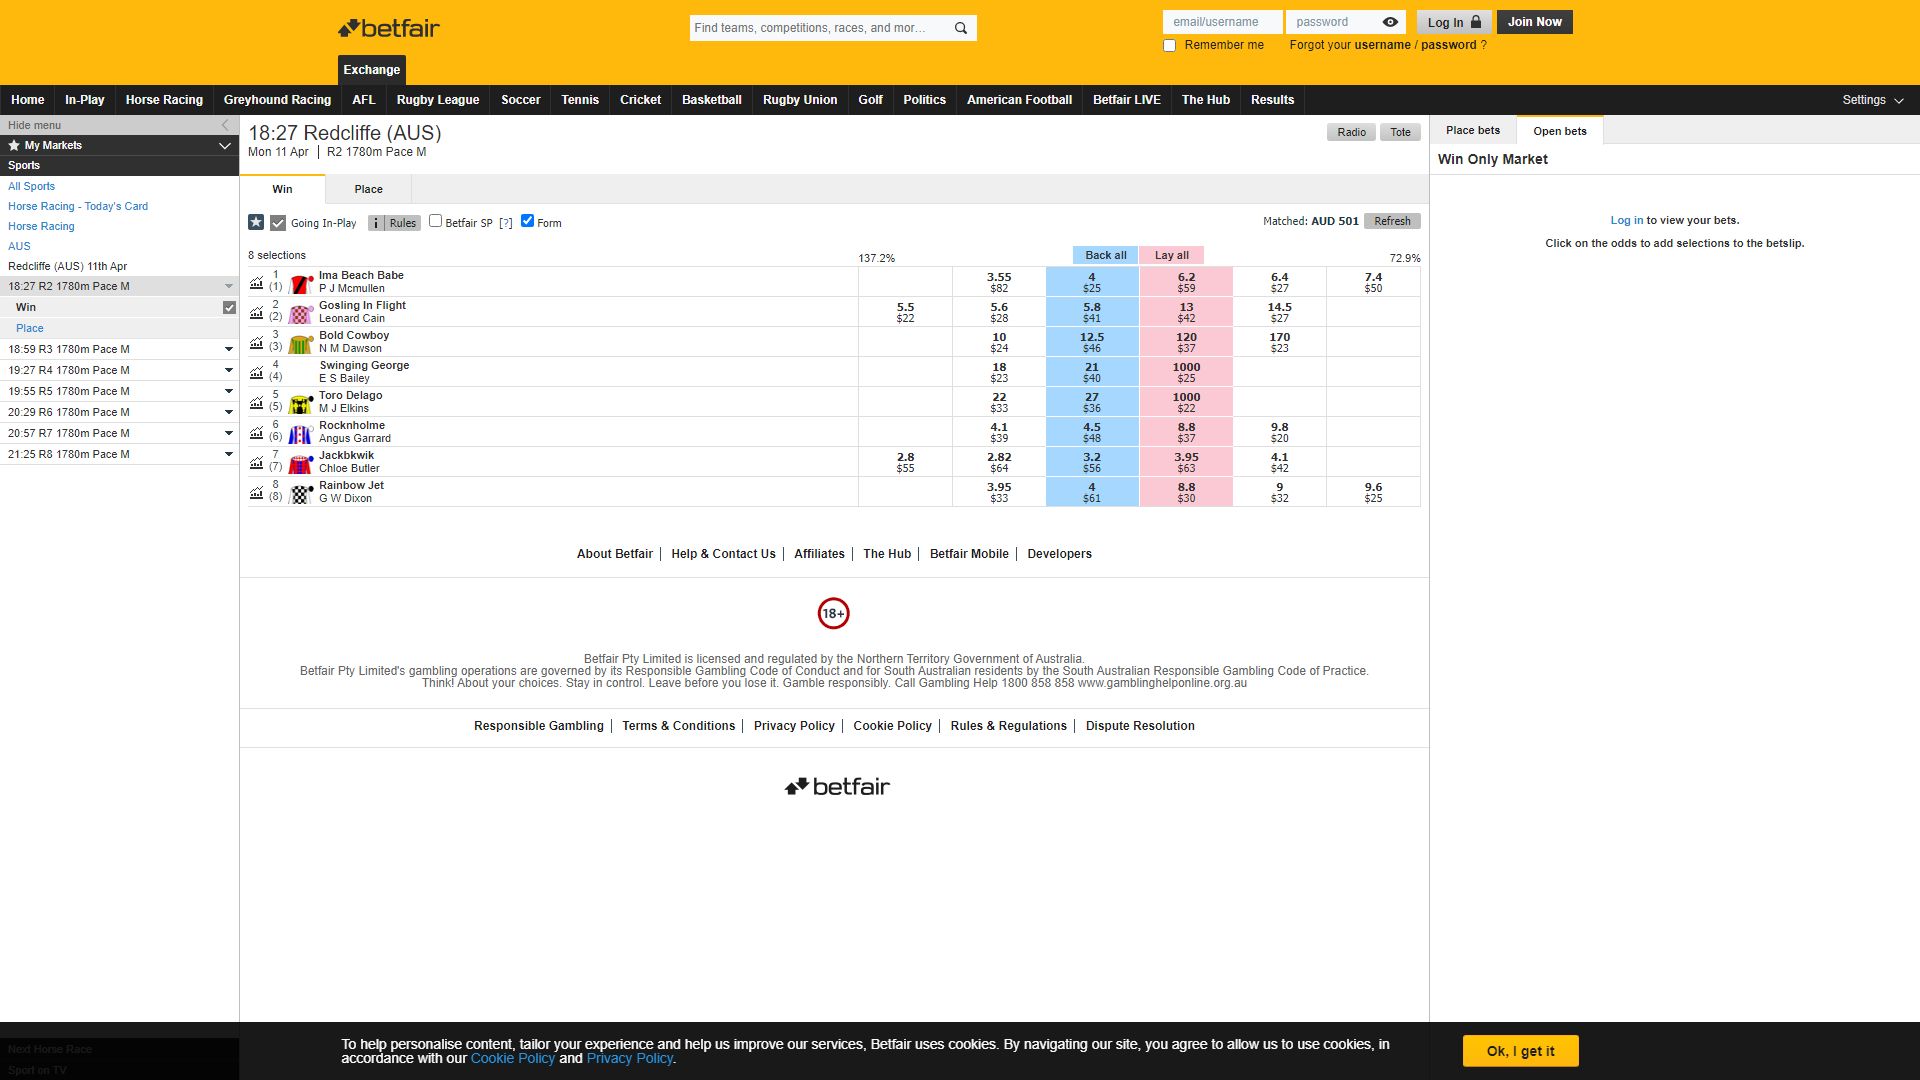 betfair
Find teams, competitions, races, and mor...
email/username
password
Log In
Join Now
Remember me
Forgot your username / password ?
Exchange
Home
In-Play
Horse Racing
Greyhound Racing
AFL
Rugby League
Soccer
Tennis
Cricket
Basketball
Rugby Union
Golf
Politics
American Football
Betfair LIVE
The Hub
Results
Settings
Hide menu
My Markets
Sports
All Sports
Horse Racing - Today's Card
Horse Racing
AUS
Redcliffe (AUS) 11th Apr
18:27 R2 1780m Pace M
Win
Place
18:59 R3 1780m Pace M
19:27 R4 1780m Pace M
19:55 R5 1780m Pace M
20:29 R6 1780m Pace M
20:57 R7 1780m Pace M
21:25 R8 1780m Pace M
Next Horse Race
Sport on TV
18:27 Redcliffe (AUS)
Mon 11 Apr | R2 1780m Pace M
Radio
Tote
Win
Place
Going In-Play
i Rules
Betfair SP [?]
Form
Matched: AUD 501
Refresh
8 selections
137.2%
Back all
Lay all
72.9%
1 Ima Beach Babe 3.55 4 6.2 6.4 7.4
(1) P J Mcmullen $82 $25 $59 $27 $50
2 Gosling In Flight 5.5 5.6 5.8 13 14.5
(2) Leonard Cain $22 $28 $41 $42 $27
3 Bold Cowboy 10 12.5 120 170
(3) N M Dawson $24 $46 $37 $23
4 Swinging George 18 21 1000
(4) E S Bailey $23 $40 $25
5 Toro Delago 22 27 1000
(5) M J Elkins $33 $36 $22
6 Rocknholme 4.1 4.5 8.8 9.8
(6) Angus Garrard $39 $48 $37 $20
7 Jackbkwik 2.8 2.82 3.2 3.95 4.1
(7) Chloe Butler $55 $64 $56 $63 $42
8 Rainbow Jet 3.95 4 8.8 9 9.6
(8) G W Dixon $33 $61 $30 $32 $25
About Betfair | Help & Contact Us | Affiliates | The Hub | Betfair Mobile | Developers
18+
Betfair Pty Limited is licensed and regulated by the Northern Territory Government of Australia.
Betfair Pty Limited's gambling operations are governed by its Responsible Gambling Code of Conduct and for South Australian residents by the South Australian Responsible Gambling Code of Practice.
Think! About your choices. Stay in control. Leave before you lose it. Gamble responsibly. Call Gambling Help 1800 858 858 www.gamblinghelponline.org.au
Responsible Gambling | Terms & Conditions | Privacy Policy | Cookie Policy | Rules & Regulations | Dispute Resolution
betfair
Place bets
Open bets
Win Only Market
Log in to view your bets.
Click on the odds to add selections to the betslip.
To help personalise content, tailor your experience and help us improve our services, Betfair uses cookies. By navigating our site, you agree to allow us to use cookies, in
accordance with our Cookie Policy and Privacy Policy.
Ok, I get it